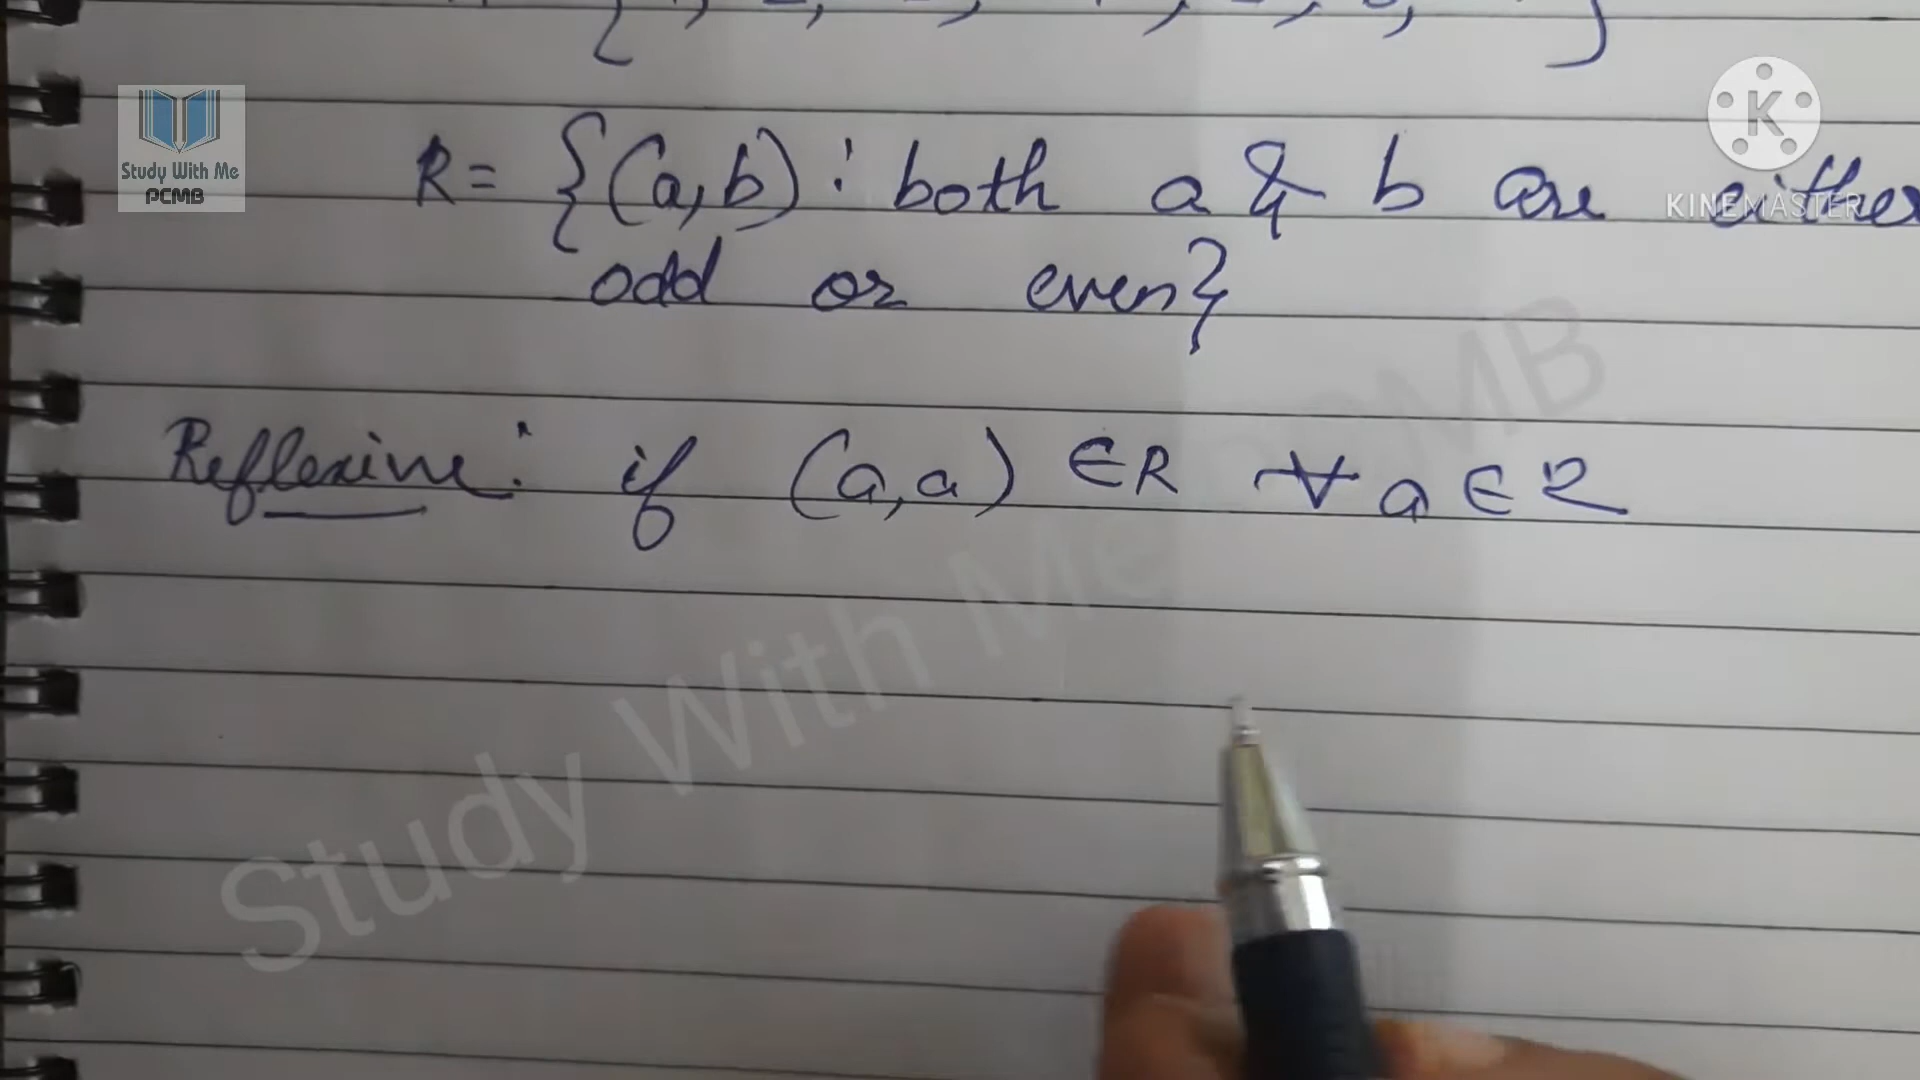 R = {(a,b) : both a & b are either
odd or even}
Reflexive : if (a,a) ∈ R ∀ a ∈ R
Study With Me
PCMB
K
KINEMASTER
Study With Me PCMB